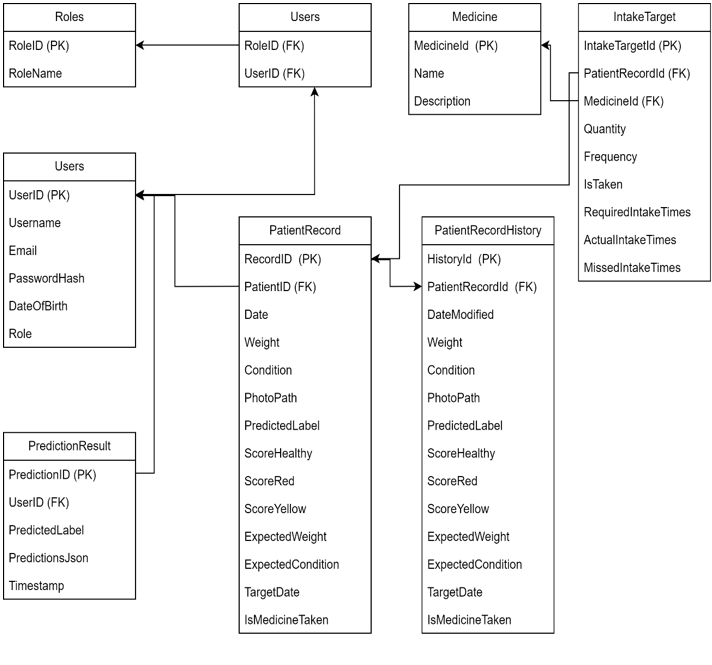 Roles
RoleID (PK)
RoleName
Users
RoleID (FK)
UserID (FK)
Medicine
MedicineId (PK)
Name
Description
IntakeTarget
IntakeTargetId (PK)
PatientRecordId (FK)
MedicineId (FK)
Quantity
Frequency
IsTaken
RequiredIntakeTimes
ActualIntakeTimes
MissedIntakeTimes
Users
UserID (PK)
Username
Email
PasswordHash
DateOfBirth
Role
PatientRecord
RecordID (PK)
PatientID (FK)
Date
Weight
Condition
PhotoPath
PredictedLabel
ScoreHealthy
ScoreRed
ScoreYellow
ExpectedWeight
ExpectedCondition
TargetDate
IsMedicineTaken
PatientRecordHistory
HistoryId (PK)
PatientRecordId (FK)
DateModified
Weight
Condition
PhotoPath
PredictedLabel
ScoreHealthy
ScoreRed
ScoreYellow
ExpectedWeight
ExpectedCondition
TargetDate
IsMedicineTaken
PredictionResult
PredictionID (PK)
UserID (FK)
PredictedLabel
PredictionsJson
Timestamp